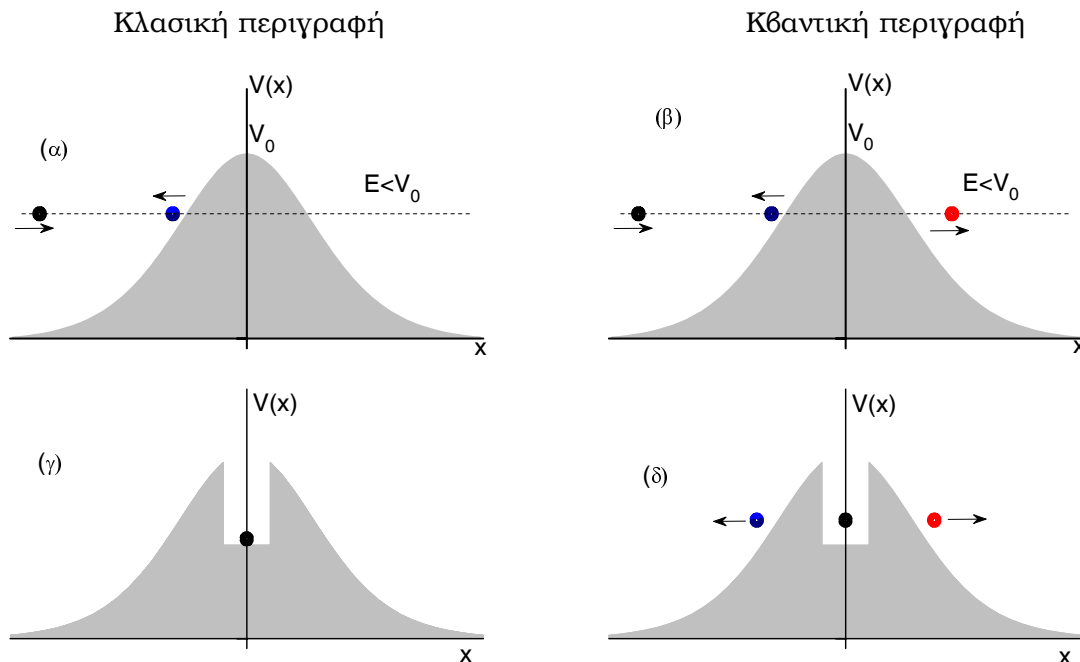 Κλασική περιγραφή
Κβαντική περιγραφή
V(x)
V0
(α)
E<V0
x
V(x)
V0
(β)
E<V0
x
V(x)
(γ)
x
V(x)
(δ)
x